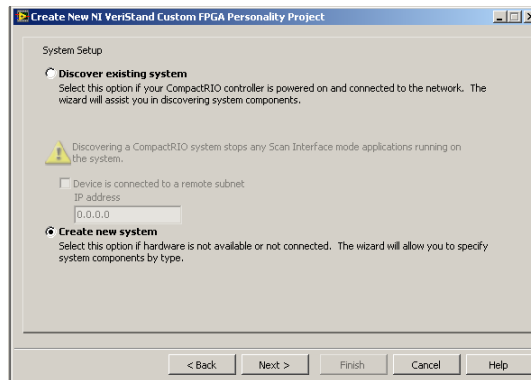 Create New NI VeriStand Custom FPGA Personality Project
System Setup
Discover existing system
Select this option if your CompactRIO controller is powered on and connected to the network. The
wizard will assist you in discovering system components.
Discovering a CompactRIO system stops any Scan Interface mode applications running on
the system.
Device is connected to a remote subnet
IP address
0.0.0.0
Create new system
Select this option if hardware is not available or not connected. The wizard will allow you to specify
system components by type.
< Back Next > Finish Cancel Help